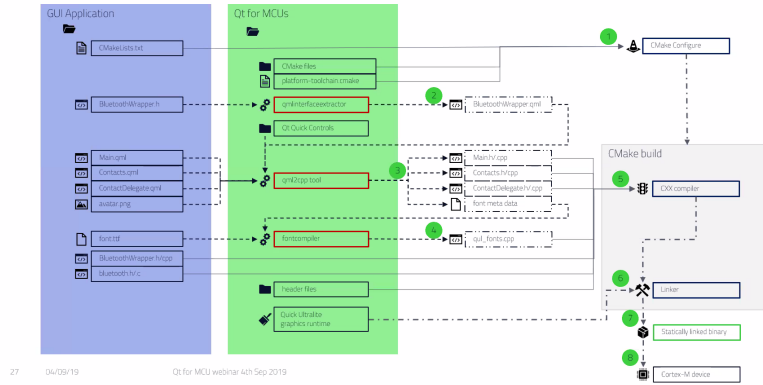 GUI Application
Qt for MCUs
CMakeLists.txt
1
CMake Configure
CMake files
platform-toolchain.cmake
BluetoothWrapper.h
qmlinterfaceextractor
2
BluetoothWrapper.qml
Qt Quick Controls
CMake build
Main.qml
Contacts.qml
ContactDelegate.qml
avatar.png
qml2cpp tool
3
Main.h/.cpp
Contacts.h/cpp
ContactDelegate.h/.cpp
font meta data
5
CXX compiler
font.ttf
fontcompiler
4
qul_fonts.cpp
BluetoothWrapper.h/cpp
bluetooth.h/.c
header files
6
Linker
Quick Ultralite
graphics runtime
7
Statically linked binary
8
Cortex-M device
27
04/09/19
Qt for MCU webinar 4th Sep 2019